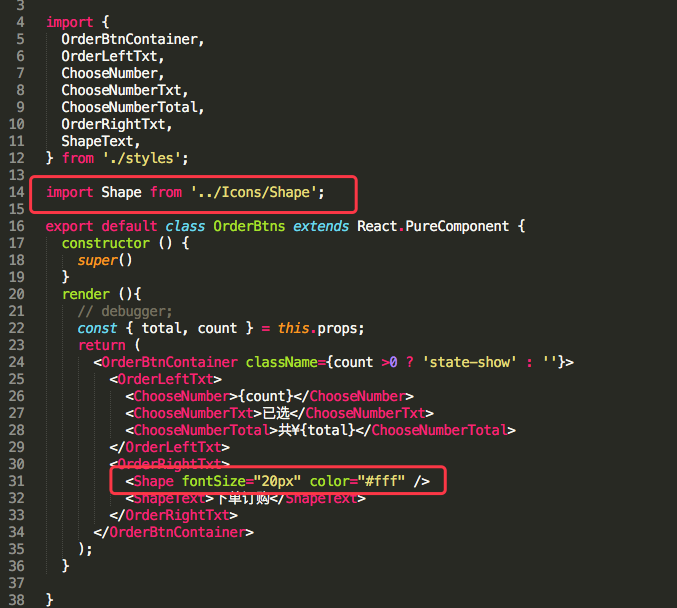 3
4
5
6
7
8
9
10
11
12
13
14
15
16
17
18
19
20
21
22
23
24
25
26
27
28
29
30
31
32
33
34
35
36
37
38
import {
OrderBtnContainer,
OrderLeftTxt,
ChooseNumber,
ChooseNumberTxt,
ChooseNumberTotal,
OrderRightTxt,
ShapeText,
} from './styles';
import Shape from '../Icons/Shape';
export default class OrderBtns extends React.PureComponent {
constructor () {
super()
}
render (){
// debugger;
const { total, count } = this.props;
return (
<OrderBtnContainer className={count >0 ? 'state-show' : ''}>
<OrderLeftTxt>
<ChooseNumber>{count}</ChooseNumber>
<ChooseNumberTxt>已选</ChooseNumberTxt>
<ChooseNumberTotal>共¥{total}</ChooseNumberTotal>
</OrderLeftTxt>
<OrderRightTxt>
<Shape fontSize="20px" color="#fff" />
<ShapeText>下单订购</ShapeText>
</OrderRightTxt>
</OrderBtnContainer>
);
}
}